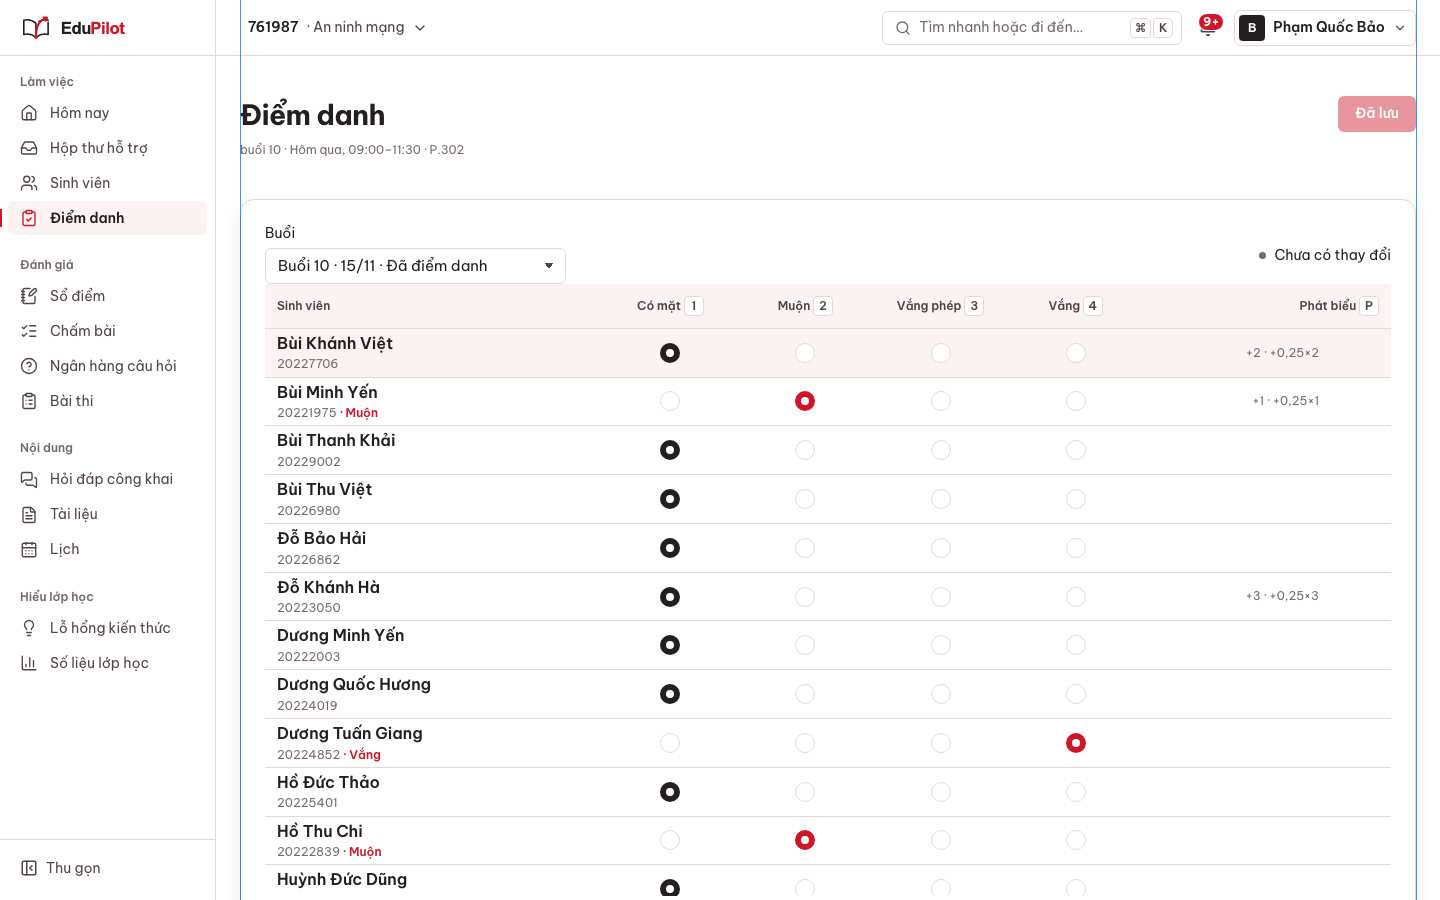 EduPilot
761987 · An ninh mạng
Tìm nhanh hoặc đi đến... ⌘ K
9+
B Phạm Quốc Bảo
Làm việc
Hôm nay
Hộp thư hỗ trợ
Sinh viên
Điểm danh
Đánh giá
Sổ điểm
Chấm bài
Ngân hàng câu hỏi
Bài thi
Nội dung
Hỏi đáp công khai
Tài liệu
Lịch
Hiểu lớp học
Lỗ hổng kiến thức
Số liệu lớp học
Thu gọn
Điểm danh
Đã lưu
buổi 10 · Hôm qua, 09:00–11:30 · P.302
Buổi
Buổi 10 · 15/11 · Đã điểm danh
Chưa có thay đổi
Sinh viên Có mặt 1 Muộn 2 Vắng phép 3 Vắng 4 Phát biểu P
Bùi Khánh Việt
20227706
+2 · +0,25×2
Bùi Minh Yến
20221975 · Muộn
+1 · +0,25×1
Bùi Thanh Khải
20229002
Bùi Thu Việt
20226980
Đỗ Bảo Hải
20226862
Đỗ Khánh Hà
20223050
+3 · +0,25×3
Dương Minh Yến
20222003
Dương Quốc Hương
20224019
Dương Tuấn Giang
20224852 · Vắng
Hồ Đức Thảo
20225401
Hồ Thu Chi
20222839 · Muộn
Huỳnh Đức Dũng